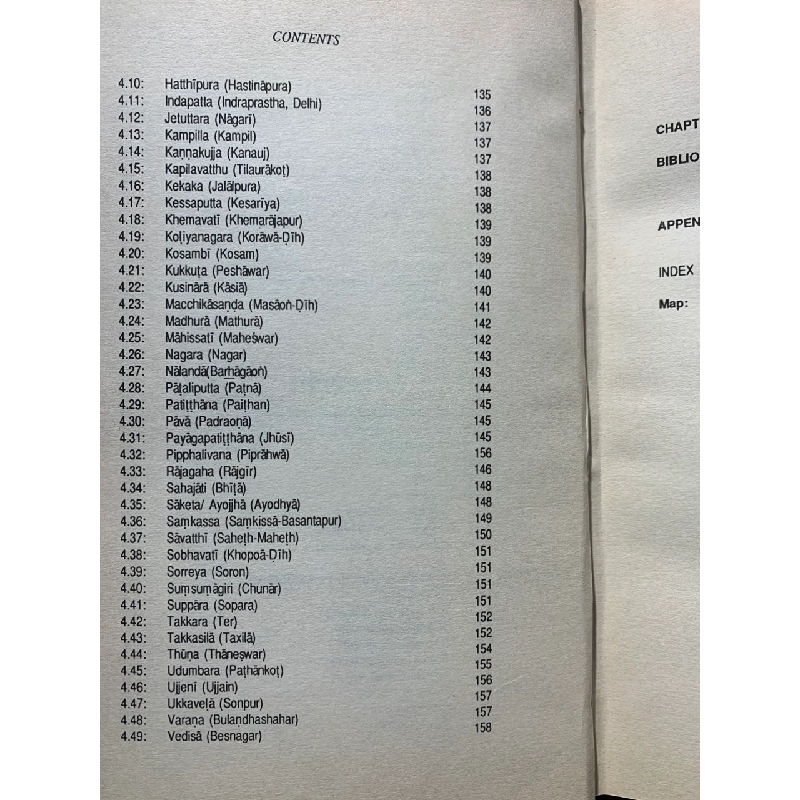 CONTENTS
4.10: Hatthīpura (Hastināpura) 135
4.11: Indapatta (Indraprastha, Delhi) 136
4.12: Jetuttara (Nāgarī) 137
4.13: Kampilla (Kampil) 137
4.14: Kaṇṇakujja (Kanauj) 137
4.15: Kapilavatthu (Tilaurākoṭ) 138
4.16: Kekaka (Jalālpura) 138
4.17: Kessaputta (Kesarīya) 138
4.18: Khemavatī (Khemarājapur) 139
4.19: Koḷiyanagara (Korāwā-Ḍīh) 139
4.20: Kosambī (Kosam) 139
4.21: Kukkuṭa (Peshāwar) 140
4.22: Kusinārā (Kāsiā) 140
4.23: Macchikāsaṇḍa (Masāoṅ-Ḍīh) 141
4.24: Madhurā (Mathurā) 142
4.25: Māhissatī (Maheśwar) 142
4.26: Nagara (Nagar) 143
4.27: Nālandā(Barhāgāoṅ) 143
4.28: Pāṭaliputta (Paṭnā) 144
4.29: Patiṭṭhāna (Paiṭhan) 145
4.30: Pāvā (Padraoṇā) 145
4.31: Payāgapatiṭṭhāna (Jhūsī) 145
4.32: Pipphalivana (Piprāhwā) 156
4.33: Rājagaha (Rājgīr) 146
4.34: Sahajāti (Bhīṭā) 148
4.35: Sāketa/ Ayojjhā (Ayodhyā) 148
4.36: Saṃkassa (Saṃkissā-Basantapur) 149
4.37: Sāvatthī (Saheṭh-Maheṭh) 150
4.38: Sobhavatī (Khopoā-Ḍīh) 151
4.39: Sorreya (Soron) 151
4.40: Suṃsuṃāgiri (Chunār) 151
4.41: Suppāra (Sopara) 151
4.42: Takkara (Ter) 152
4.43: Takkasilā (Taxilā) 152
4.44: Thūṇa (Thāneṣwar) 154
4.45: Udumbara (Paṭhānkoṭ) 155
4.46: Ujjenī (Ujjain) 156
4.47: Ukkaveḷā (Sonpur) 157
4.48: Varaṇa (Bulaṇdhashahar) 157
4.49: Vedisā (Besnagar) 158
CHAPT
BIBLIO
APPEN
INDEX
Map: